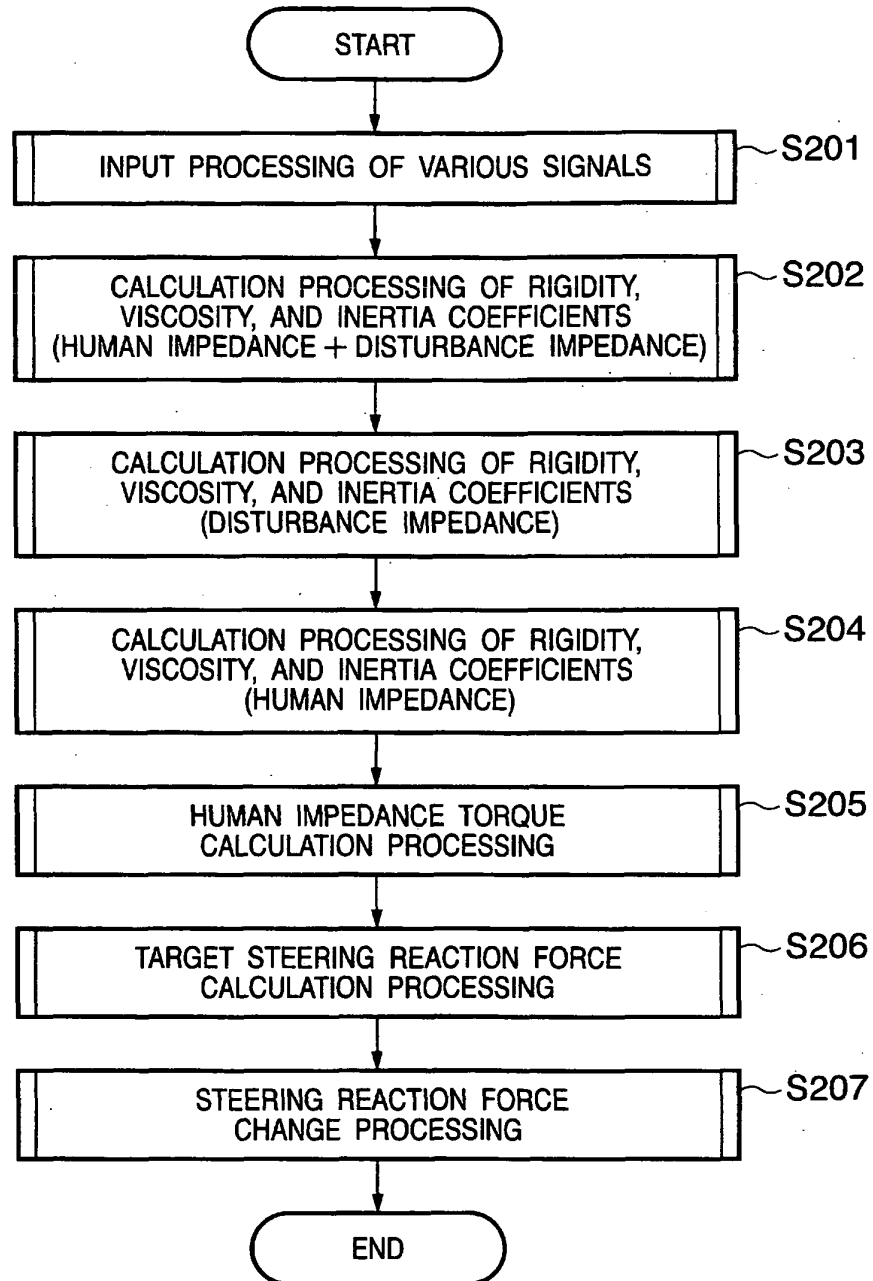 START
INPUT PROCESSING OF VARIOUS SIGNALS
S201
CALCULATION PROCESSING OF RIGIDITY,
VISCOSITY, AND INERTIA COEFFICIENTS
(HUMAN IMPEDANCE + DISTURBANCE IMPEDANCE)
S202
CALCULATION PROCESSING OF RIGIDITY,
VISCOSITY, AND INERTIA COEFFICIENTS
(DISTURBANCE IMPEDANCE)
S203
CALCULATION PROCESSING OF RIGIDITY,
VISCOSITY, AND INERTIA COEFFICIENTS
(HUMAN IMPEDANCE)
S204
HUMAN IMPEDANCE TORQUE
CALCULATION PROCESSING
S205
TARGET STEERING REACTION FORCE
CALCULATION PROCESSING
S206
STEERING REACTION FORCE
CHANGE PROCESSING
S207
END